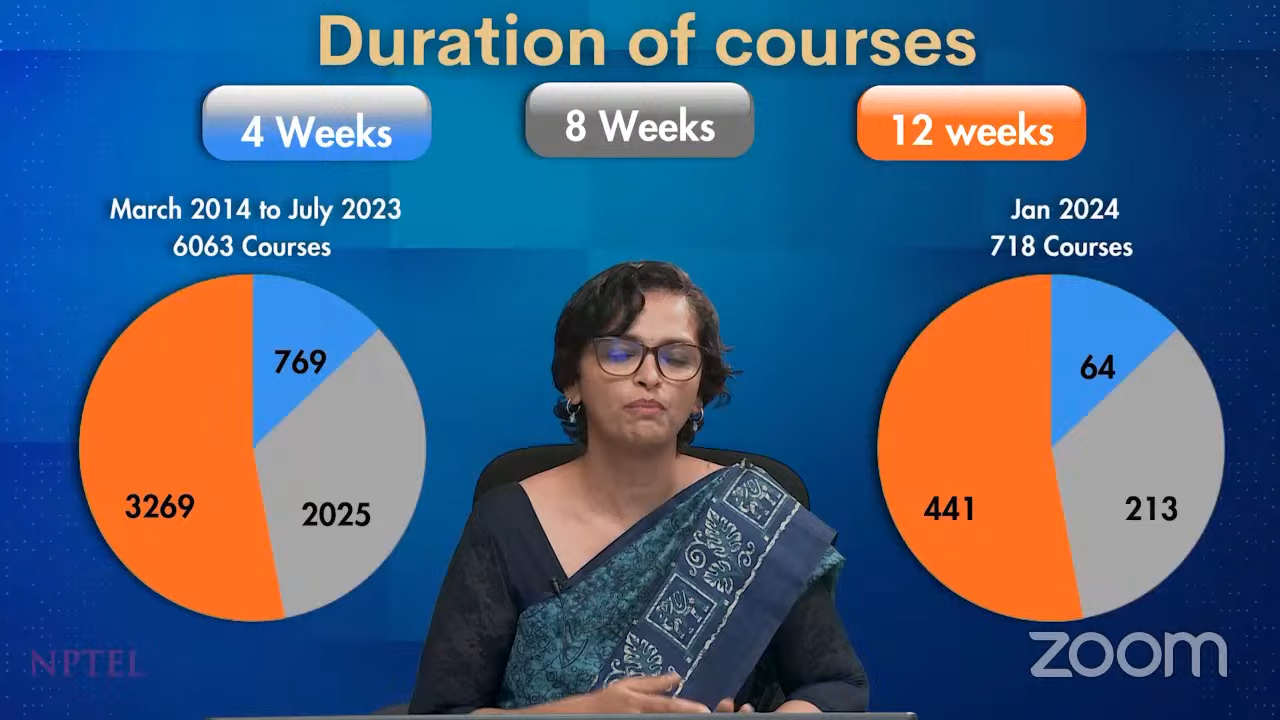 Duration of courses
4 Weeks
8 Weeks
12 weeks
March 2014 to July 2023
6063 Courses
769
3269
2025
Jan 2024
718 Courses
64
441
213
NPTEL
zoom